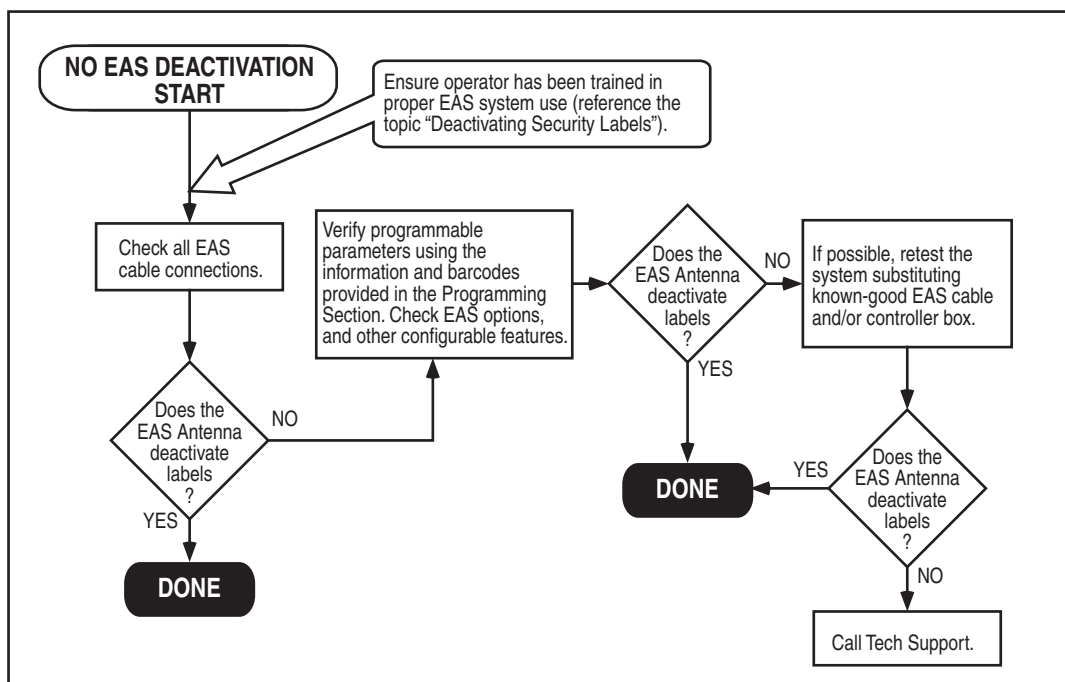 NO EAS DEACTIVATION
START
Ensure operator has been trained in
proper EAS system use (reference the
topic “Deactivating Security Labels”).
Check all EAS
cable connections.
Does the
EAS Antenna
deactivate
labels
?
NO
YES
DONE
Verify programmable
parameters using the
information and barcodes
provided in the Programming
Section. Check EAS options,
and other configurable features.
Does the
EAS Antenna
deactivate
labels
?
NO
YES
DONE
If possible, retest the
system substituting
known-good EAS cable
and/or controller box.
Does the
EAS Antenna
deactivate
labels
?
YES
NO
Call Tech Support.